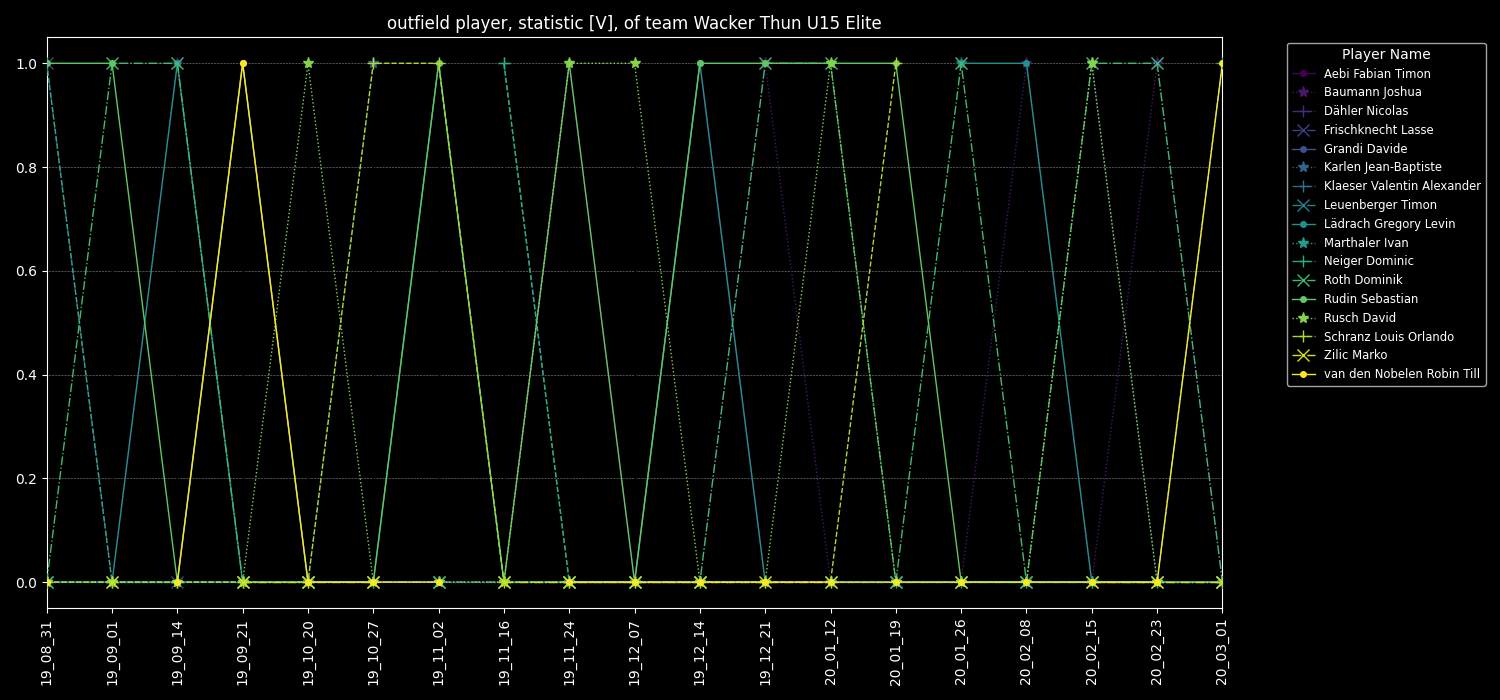 outfield player, statistic [V], of team Wacker Thun U15 Elite
1.0
0.8
0.6
0.4
0.2
0.0
19_08_31
19_09_01
19_09_14
19_09_21
19_10_20
19_10_27
19_11_02
19_11_16
19_11_24
19_12_07
19_12_14
19_12_21
20_01_12
20_01_19
20_01_26
20_02_08
20_02_15
20_02_23
20_03_01
Player Name
Aebi Fabian Timon
Baumann Joshua
Dähler Nicolas
Frischknecht Lasse
Grandi Davide
Karlen Jean-Baptiste
Klaeser Valentin Alexander
Leuenberger Timon
Lädrach Gregory Levin
Marthaler Ivan
Neiger Dominic
Roth Dominik
Rudin Sebastian
Rusch David
Schranz Louis Orlando
Zilic Marko
van den Nobelen Robin Till